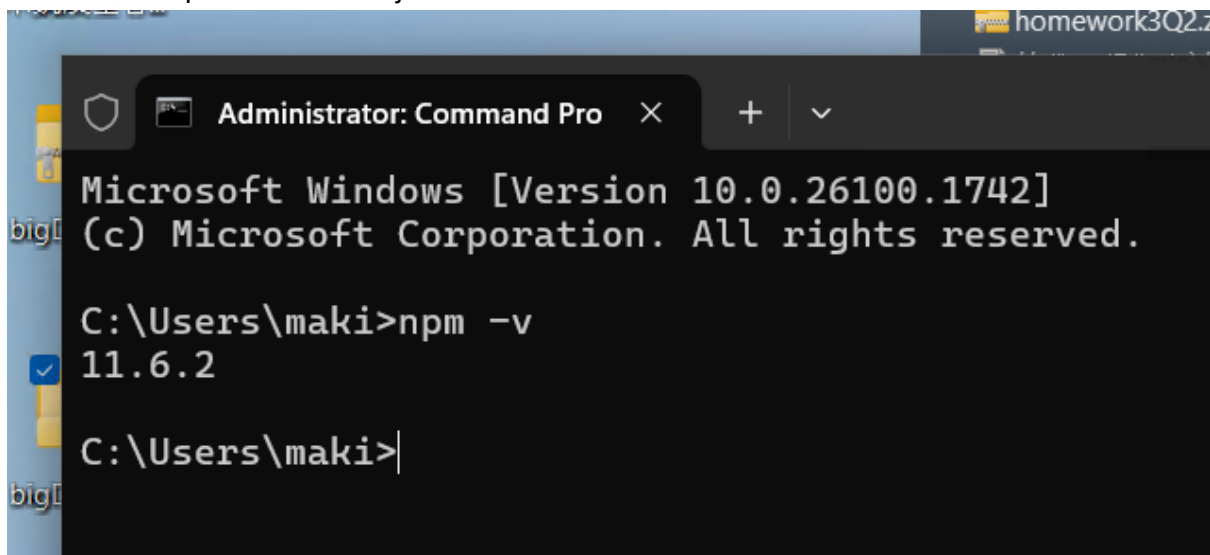 homework3Q2.z
Administrator: Command Pro
Microsoft Windows [Version 10.0.26100.1742]
(c) Microsoft Corporation. All rights reserved.
bigD
C:\Users\maki>npm -v
11.6.2
C:\Users\maki>
bigD